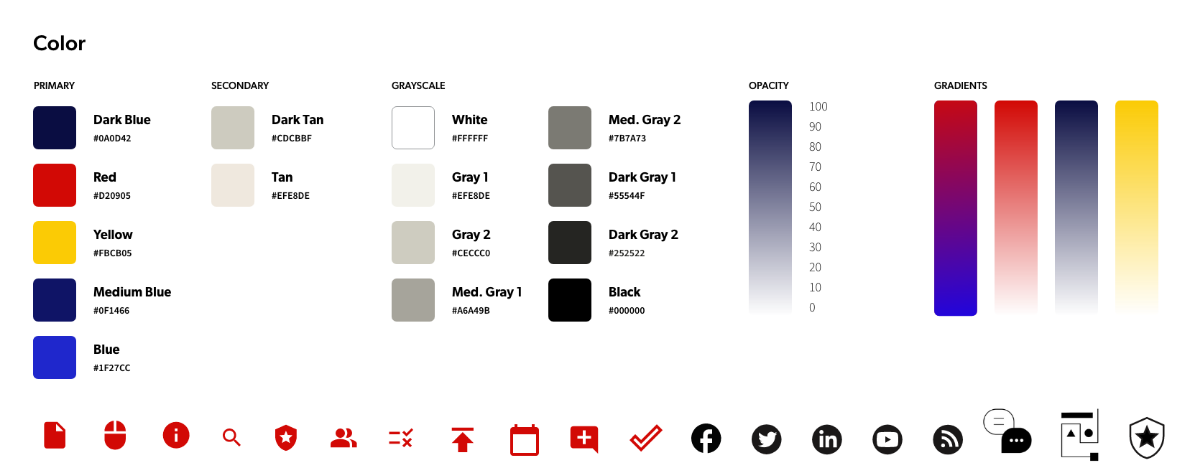 Color
PRIMARY
Dark Blue
#0A0D42
Red
#D20905
Yellow
#FBCB05
Medium Blue
#0F1466
Blue
#1F27CC
SECONDARY
Dark Tan
#CDCBBF
Tan
#EFE8DE
GRAYSCALE
White
#FFFFFF
Gray 1
#EFE8DE
Gray 2
#CECCC0
Med. Gray 1
#A6A49B
Med. Gray 2
#7B7A73
Dark Gray 1
#55544F
Dark Gray 2
#252522
Black
#000000
OPACITY
100
90
80
70
60
50
40
30
20
10
0
GRADIENTS